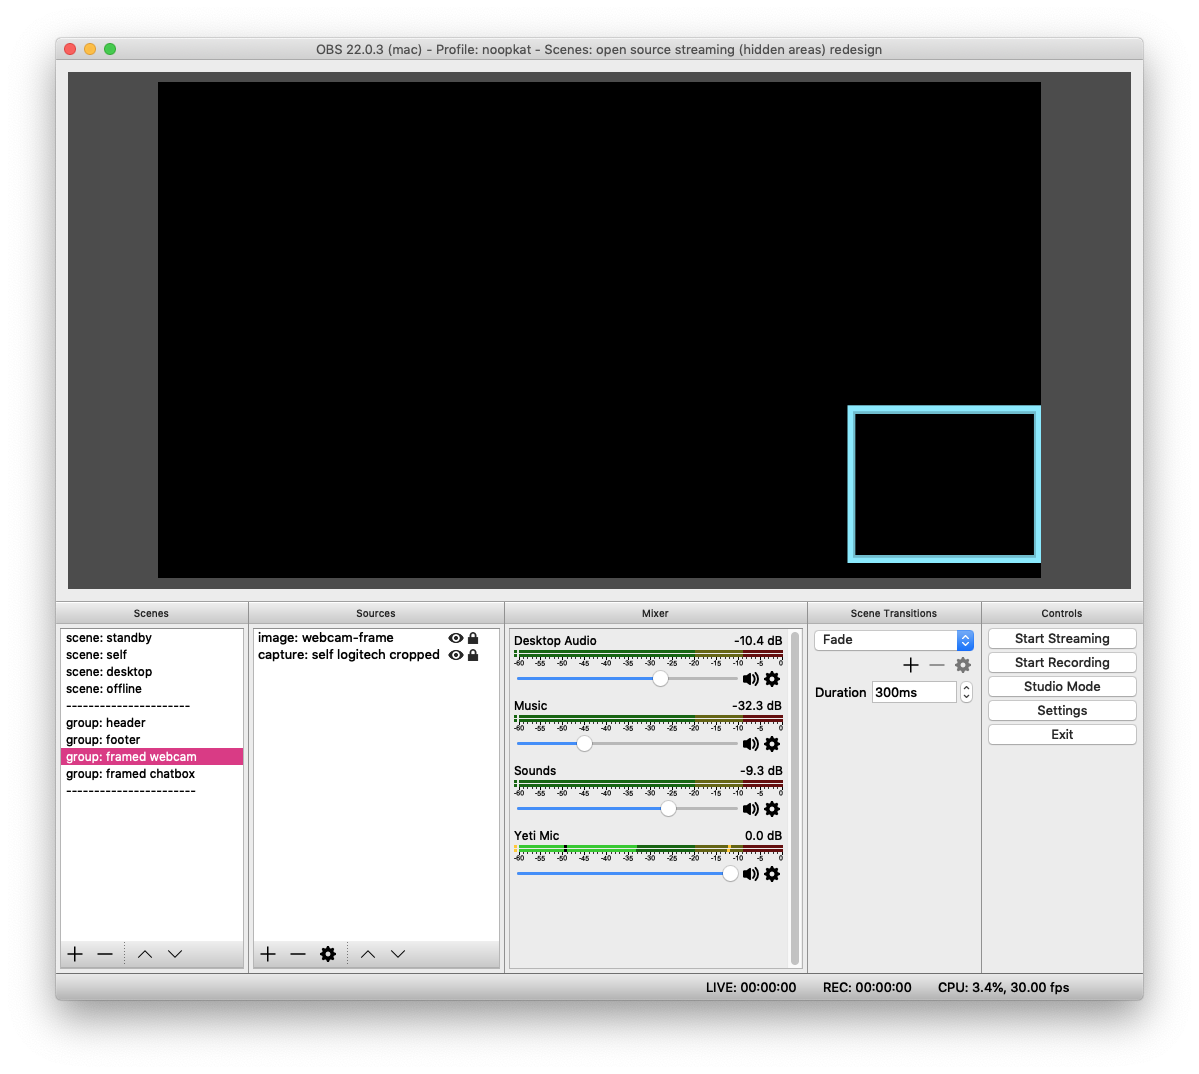 OBS 22.0.3 (mac) - Profile: noopkat - Scenes: open source streaming (hidden areas) redesign
Scenes
scene: standby
scene: self
scene: desktop
scene: offline
----------------------
group: header
group: footer
group: framed webcam
group: framed chatbox
-----------------------
Sources
image: webcam-frame
capture: self logitech cropped
Mixer
Desktop Audio -10.4 dB
-60 -55 -50 -45 -40 -35 -30 -25 -20 -15 -10 -5 0
Music -32.3 dB
-60 -55 -50 -45 -40 -35 -30 -25 -20 -15 -10 -5 0
Sounds -9.3 dB
-60 -55 -50 -45 -40 -35 -30 -25 -20 -15 -10 -5 0
Yeti Mic 0.0 dB
-60 -55 -50 -45 -40 -35 -30 -25 -20 -15 -10 -5 0
Scene Transitions
Fade
Duration 300ms
Controls
Start Streaming
Start Recording
Studio Mode
Settings
Exit
LIVE: 00:00:00 REC: 00:00:00 CPU: 3.4%, 30.00 fps